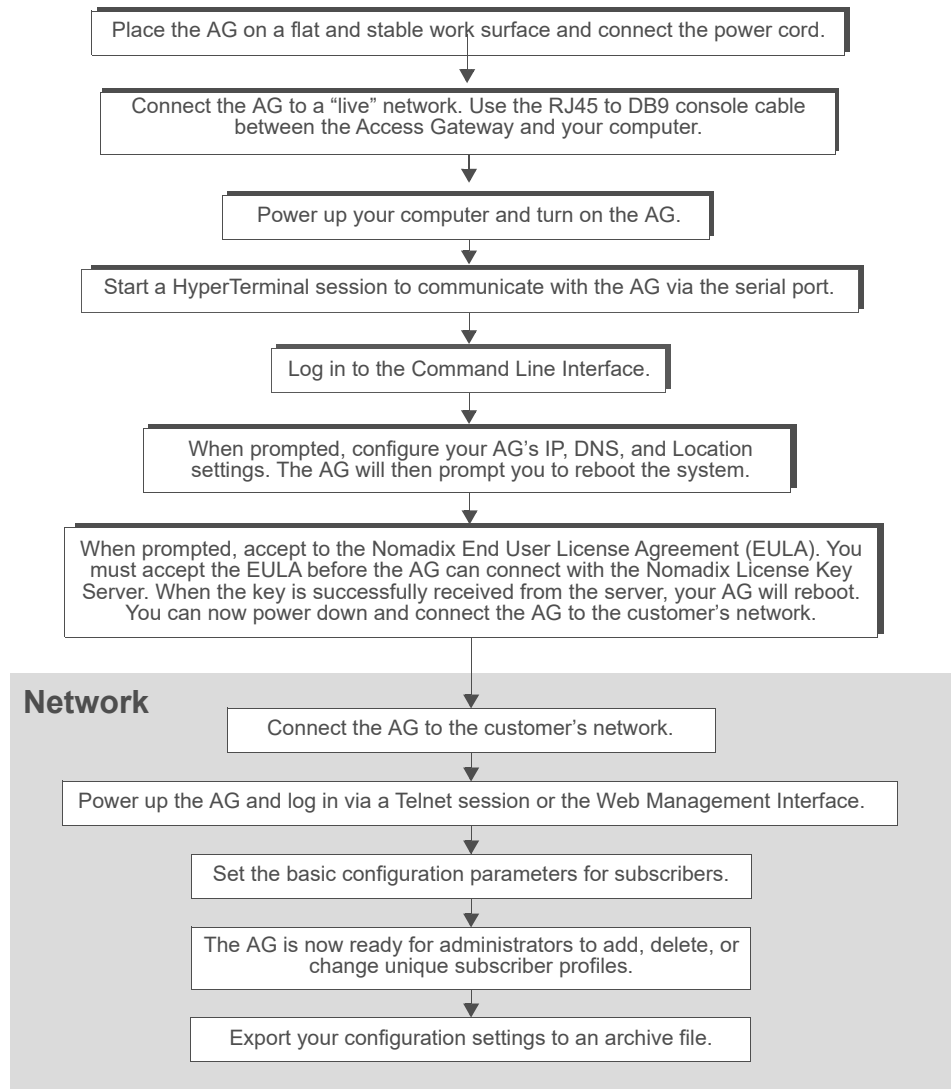 Place the AG on a flat and stable work surface and connect the power cord.
Connect the AG to a “live” network. Use the RJ45 to DB9 console cable
between the Access Gateway and your computer.
Power up your computer and turn on the AG.
Start a HyperTerminal session to communicate with the AG via the serial port.
Log in to the Command Line Interface.
When prompted, configure your AG’s IP, DNS, and Location
settings. The AG will then prompt you to reboot the system.
When prompted, accept to the Nomadix End User License Agreement (EULA). You
must accept the EULA before the AG can connect with the Nomadix License Key
Server. When the key is successfully received from the server, your AG will reboot.
You can now power down and connect the AG to the customer’s network.
Network
Connect the AG to the customer’s network.
Power up the AG and log in via a Telnet session or the Web Management Interface.
Set the basic configuration parameters for subscribers.
The AG is now ready for administrators to add, delete, or
change unique subscriber profiles.
Export your configuration settings to an archive file.